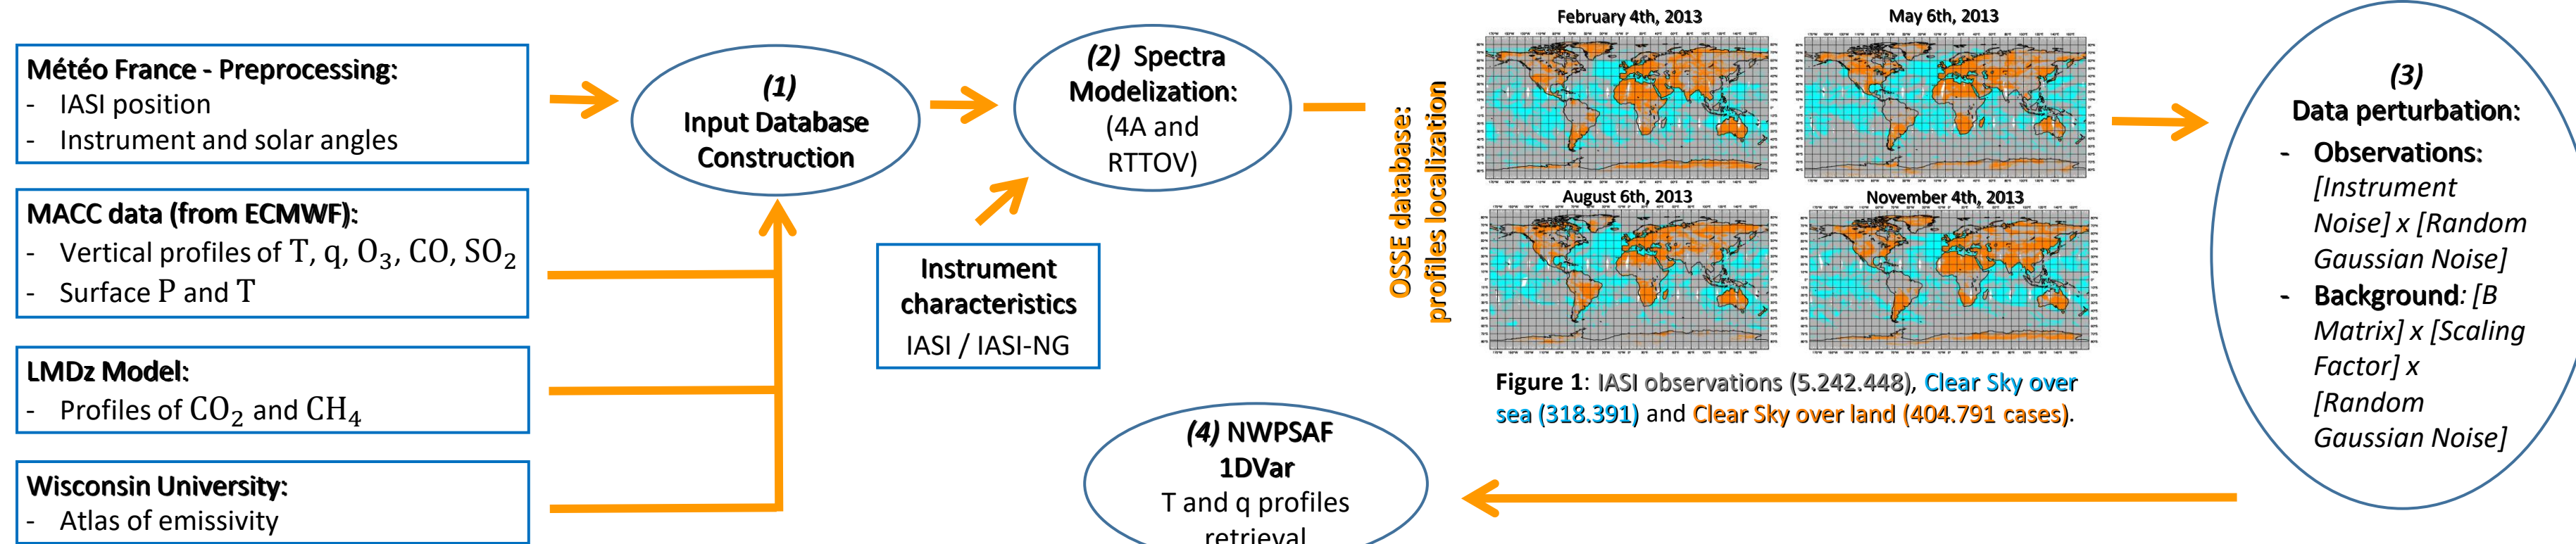 Météo France - Preprocessing:
- IASI position
- Instrument and solar angles
MACC data (from ECMWF):
- Vertical profiles of T, q, O₃, CO, SO₂
- Surface P and T
LMDz Model:
- Profiles of CO₂ and CH₄
Wisconsin University:
- Atlas of emissivity
(1)
Input Database
Construction
(2) Spectra
Modelization:
(4A and
RTTOV)
Instrument
characteristics
IASI / IASI-NG
OSSE database:
profiles localization
February 4th, 2013
May 6th, 2013
August 6th, 2013
November 4th, 2013
Figure 1: IASI observations (5.242.448), Clear Sky over
sea (318.391) and Clear Sky over land (404.791 cases).
(3)
Data perturbation:
- Observations:
[Instrument
Noise] x [Random
Gaussian Noise]
- Background: [B
Matrix] x [Scaling
Factor] x
[Random
Gaussian Noise]
(4) NWPSAF
1DVar
T and q profiles
retrieval